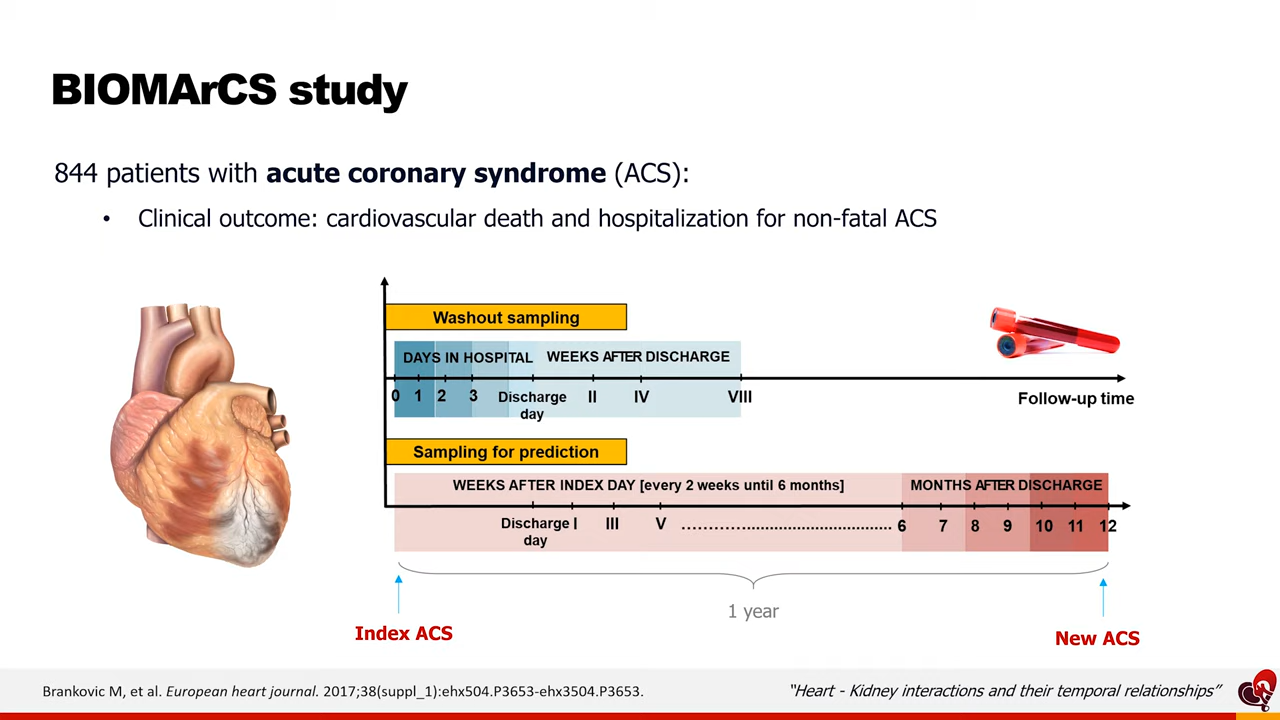 BIOMArCS study
844 patients with acute coronary syndrome (ACS):
• Clinical outcome: cardiovascular death and hospitalization for non-fatal ACS
Washout sampling
DAYS IN HOSPITAL WEEKS AFTER DISCHARGE
0 1 2 3 Discharge day II IV VIII
Follow-up time
Sampling for prediction
WEEKS AFTER INDEX DAY [every 2 weeks until 6 months] MONTHS AFTER DISCHARGE
Discharge day I III V ................................................ 6 7 8 9 10 11 12
1 year
Index ACS
New ACS
Brankovic M, et al. European heart journal. 2017;38(suppl_1):ehx504.P3653-ehx3504.P3653.
“Heart - Kidney interactions and their temporal relationships”